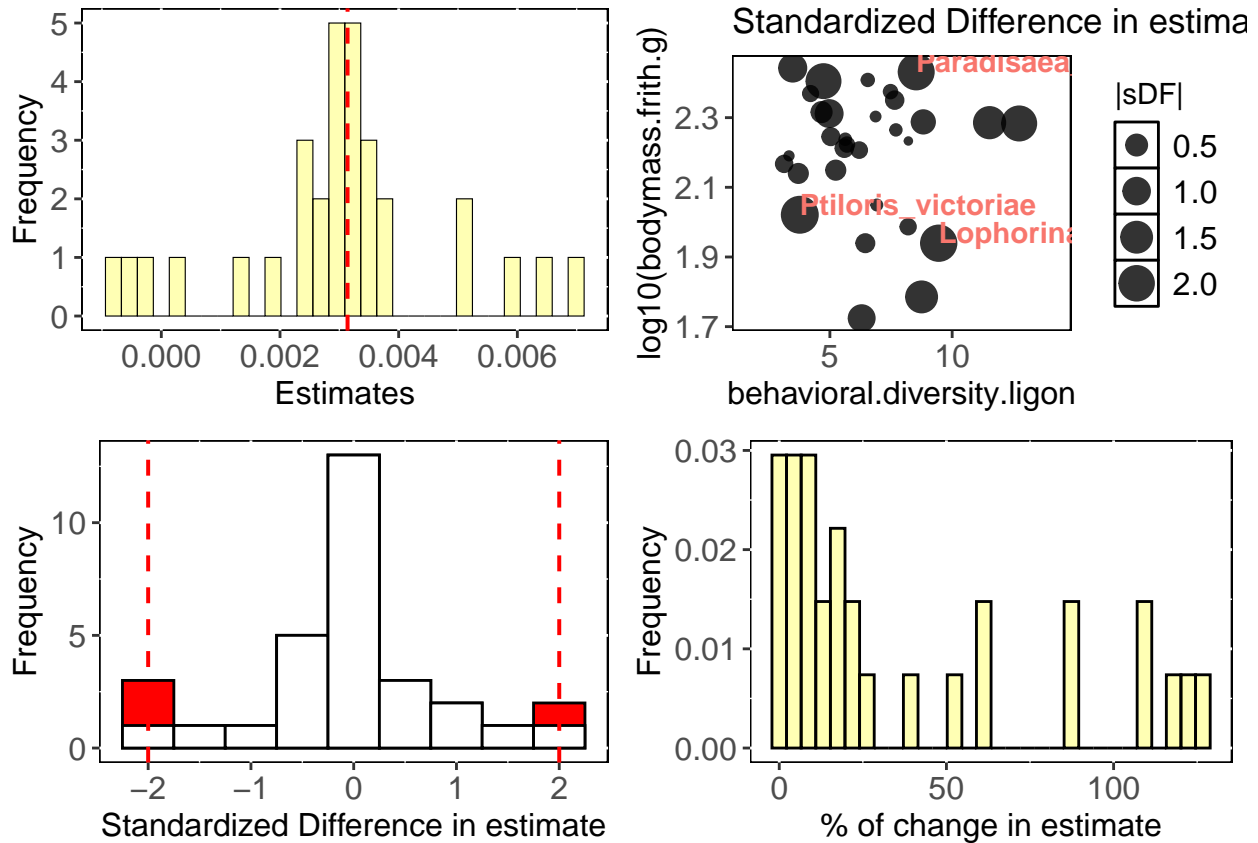 5
4
3
2
1
0
Frequency
0.000
0.002
0.004
0.006
Estimates
Standardized Difference in estima
log10(bodymass.frith.g)
2.3
2.1
1.9
1.7
Paradisaea
Ptiloris_victoriae
Lophorina
5
10
behavioral.diversity.ligon
|sDF|
0.5
1.0
1.5
2.0
Frequency
10
5
0
−2
−1
0
1
2
Standardized Difference in estimate
Frequency
0.03
0.02
0.01
0.00
0
50
100
% of change in estimate